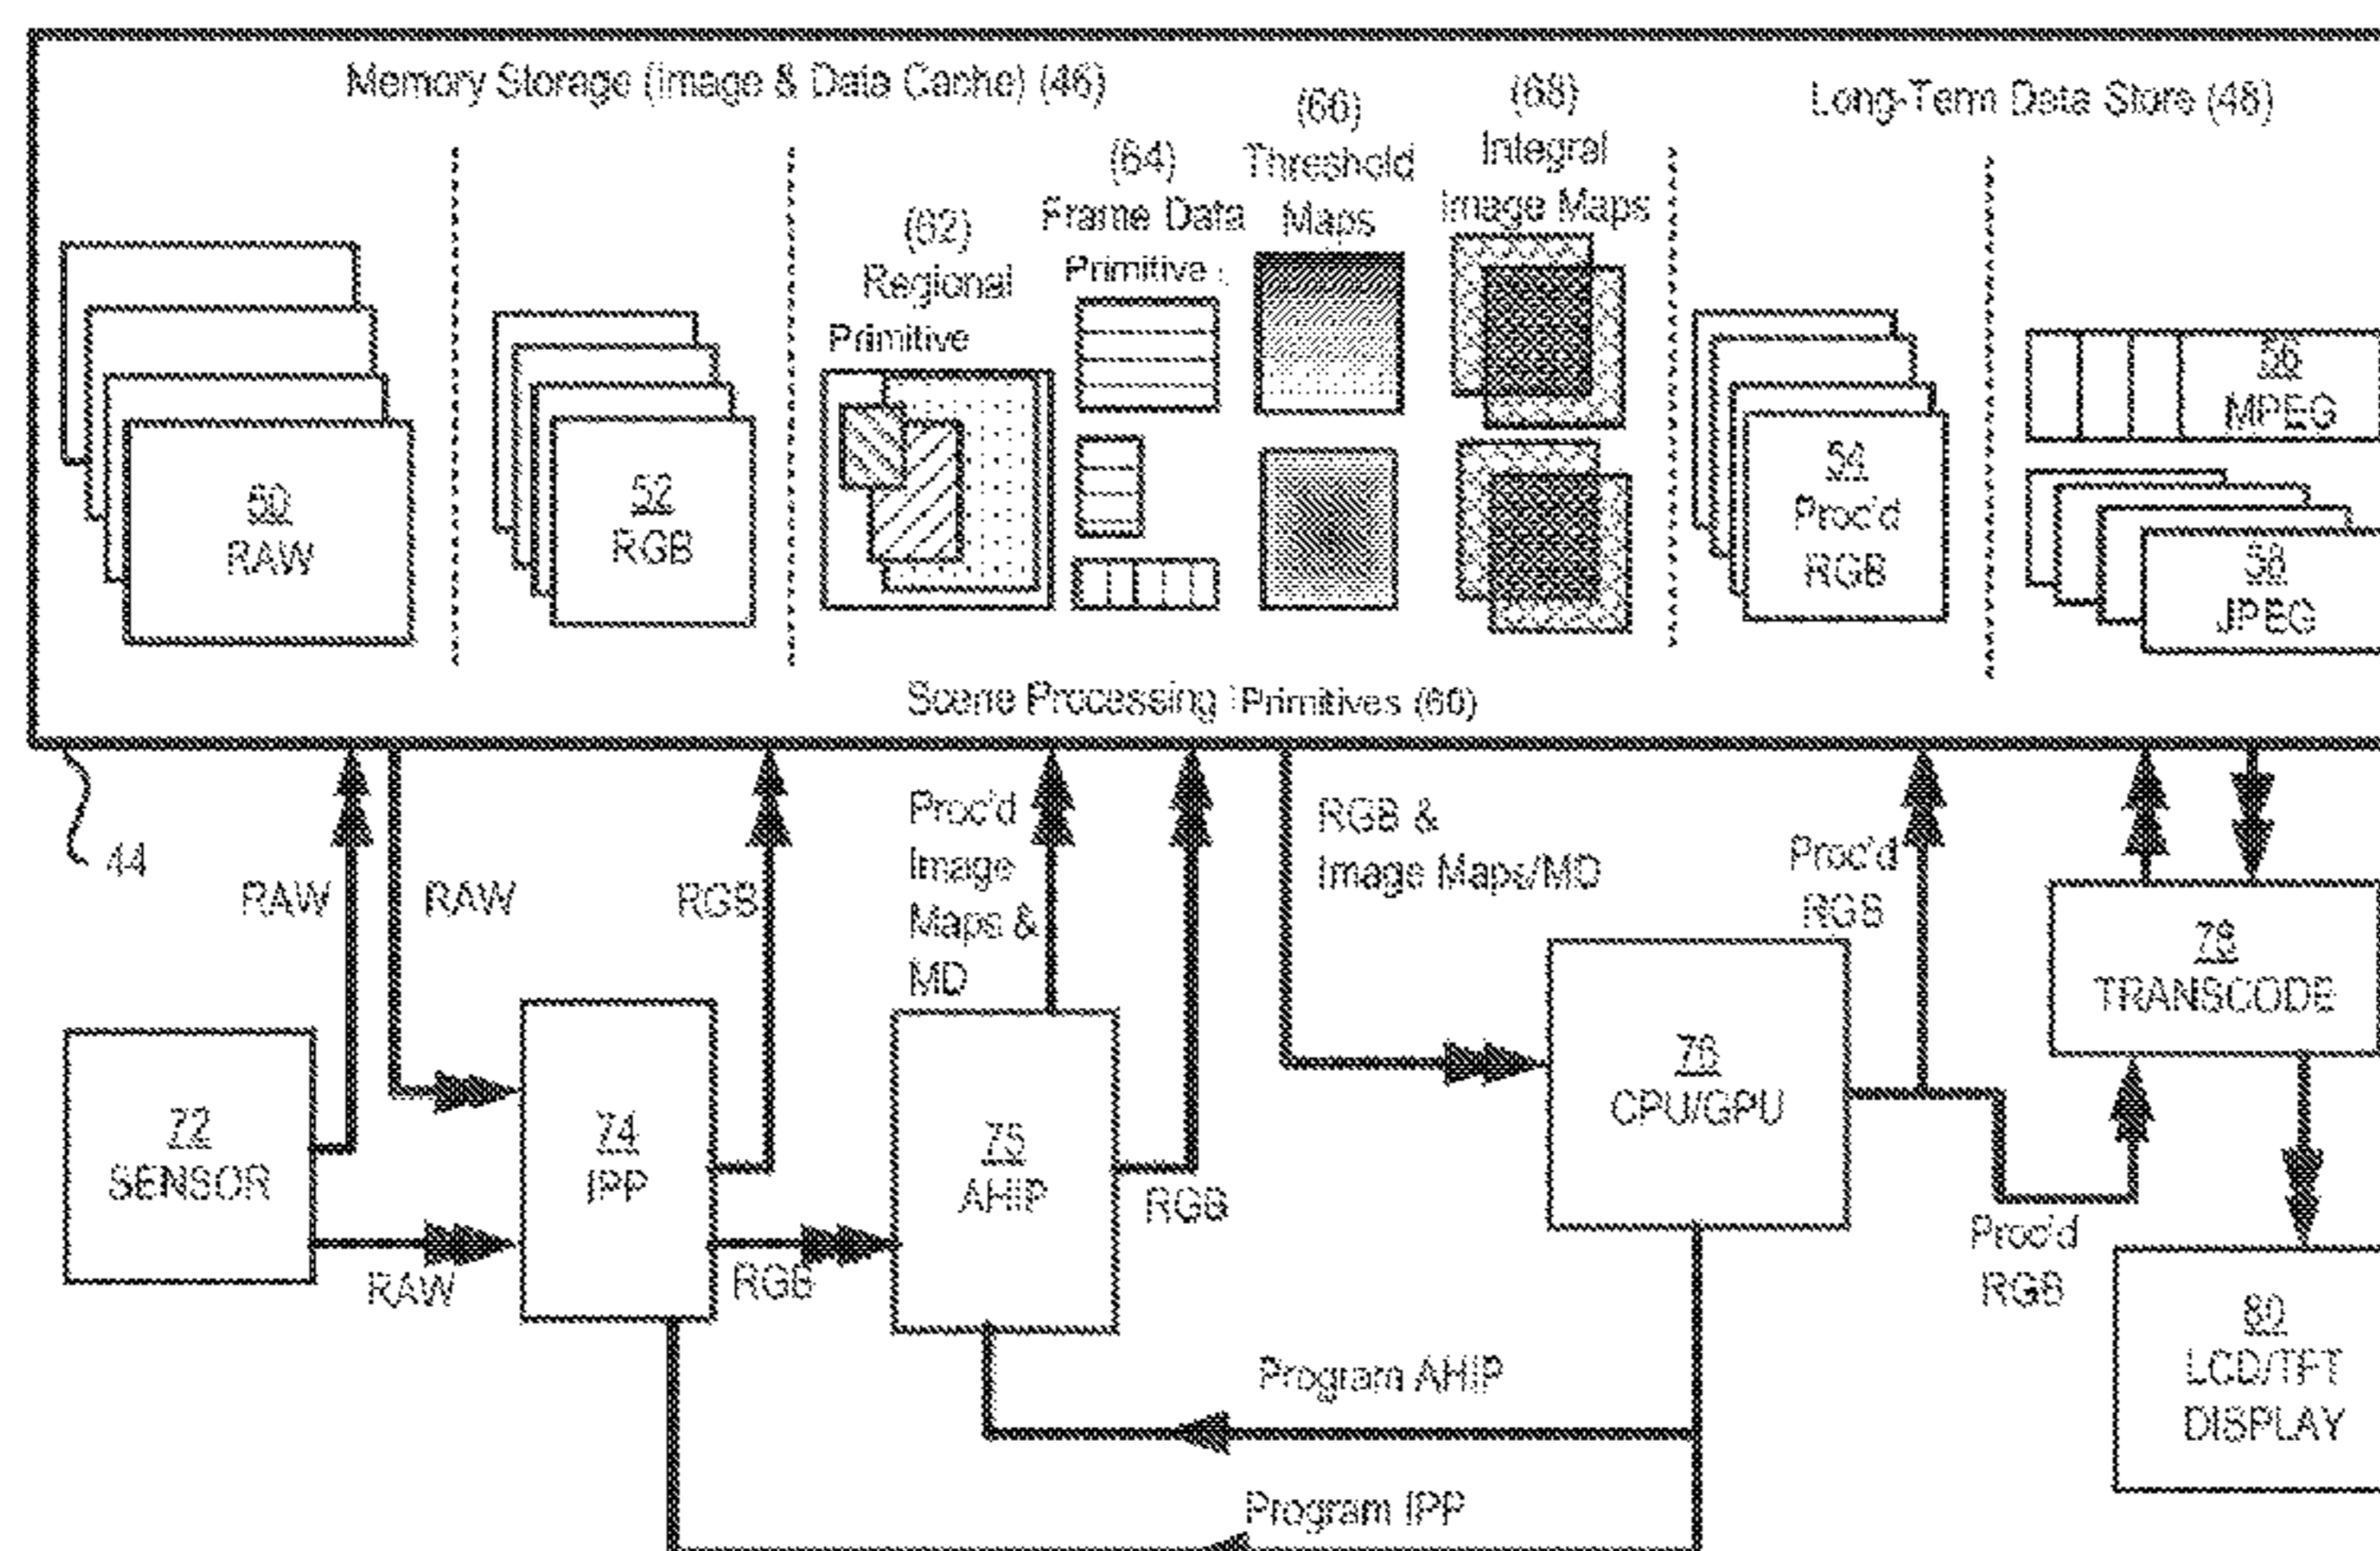 Memory Storage (Image & Data Cache) (46)
Long-Term Data Store (48)
(62)
Regional
Primitive
(64)
Frame Data
Primitive :
(66)
Threshold
Maps
(68)
Integral
Image Maps
50
RAW
52
RGB
54
Proc'd
RGB
56
MPEG
58
JPEG
Scene Processing Primitives (60)
44
RAW
RAW
RGB
Proc'd
Image
Maps &
MD
RGB &
Image Maps/MD
Proc'd
RGB
78
TRANSCODE
72
SENSOR
RAW
74
IPP
RGB
75
AHIP
RGB
76
CPU/GPU
Proc'd
RGB
80
LCD/TFT
DISPLAY
Program AHIP
Program IPP